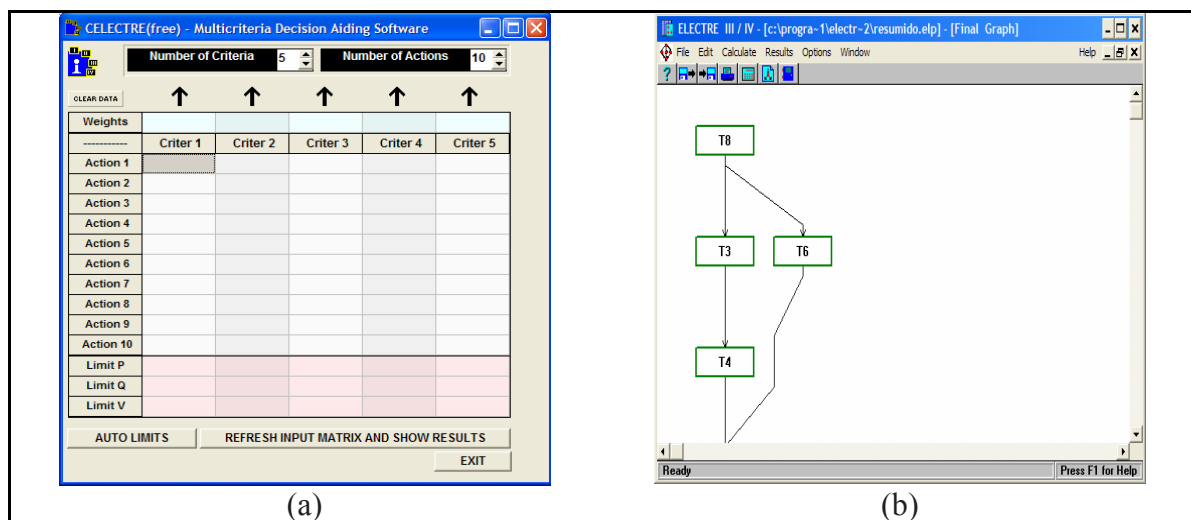 CELECTRE(free) - Multicriteria Decision Aiding Software
Number of Criteria 5 Number of Actions 10
CLEAR DATA
Weights
---------- Criter 1 Criter 2 Criter 3 Criter 4 Criter 5
Action 1
Action 2
Action 3
Action 4
Action 5
Action 6
Action 7
Action 8
Action 9
Action 10
Limit P
Limit Q
Limit V
AUTO LIMITS REFRESH INPUT MATRIX AND SHOW RESULTS
EXIT
(a)
ELECTRE III / IV - [c:\progra~1\electr~2\resumido.elp] - [Final Graph]
File Edit Calculate Results Options Window Help
T8
T3 T6
T4
Ready Press F1 for Help
(b)